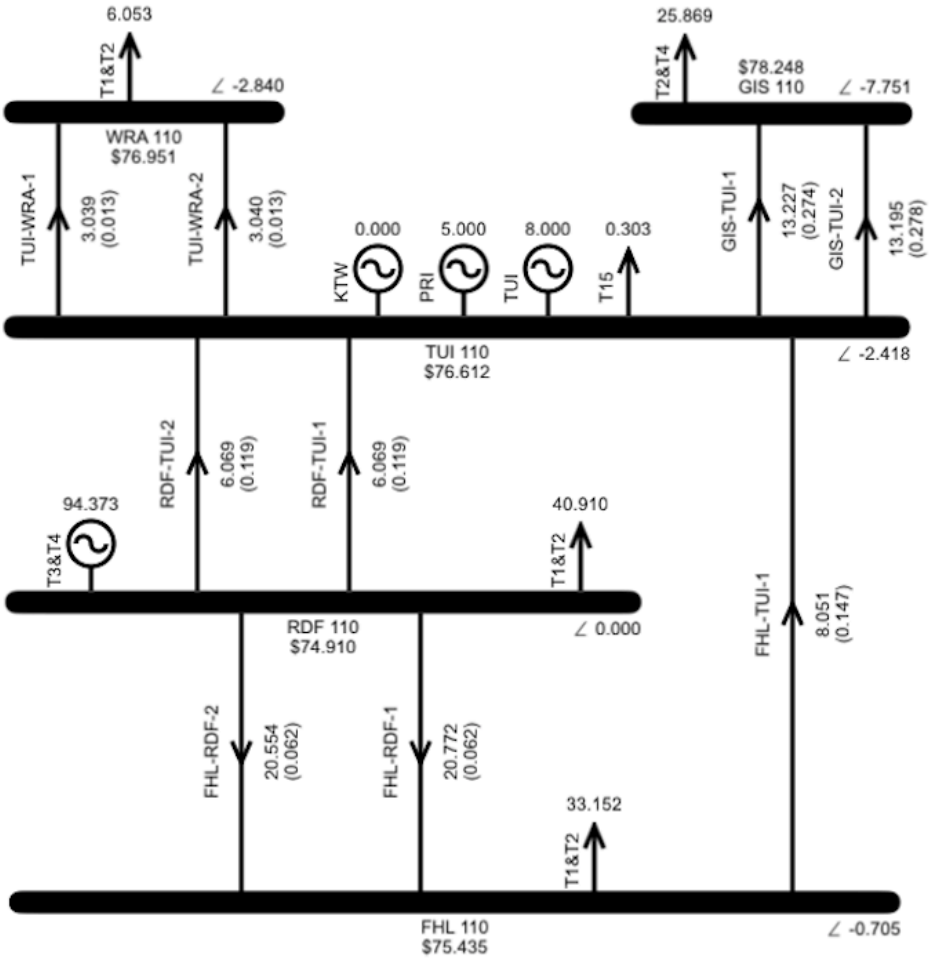 6.053
T1&T2
∠ -2.840
WRA 110
$76.951
25.869
T2&T4
$78.248
GIS 110
∠ -7.751
TUI-WRA-1
3.039
(0.013)
TUI-WRA-2
3.040
(0.013)
0.000
KTW
5.000
PRI
8.000
TUI
0.303
T15
GIS-TUI-1
13.227
(0.274)
GIS-TUI-2
13.195
(0.278)
TUI 110
$76.612
∠ -2.418
RDF-TUI-2
6.069
(0.119)
RDF-TUI-1
6.069
(0.119)
94.373
T3&T4
40.910
T1&T2
RDF 110
$74.910
∠ 0.000
FHL-TUI-1
8.051
(0.147)
FHL-RDF-2
20.554
(0.062)
FHL-RDF-1
20.772
(0.062)
33.152
T1&T2
FHL 110
$75.435
∠ -0.705